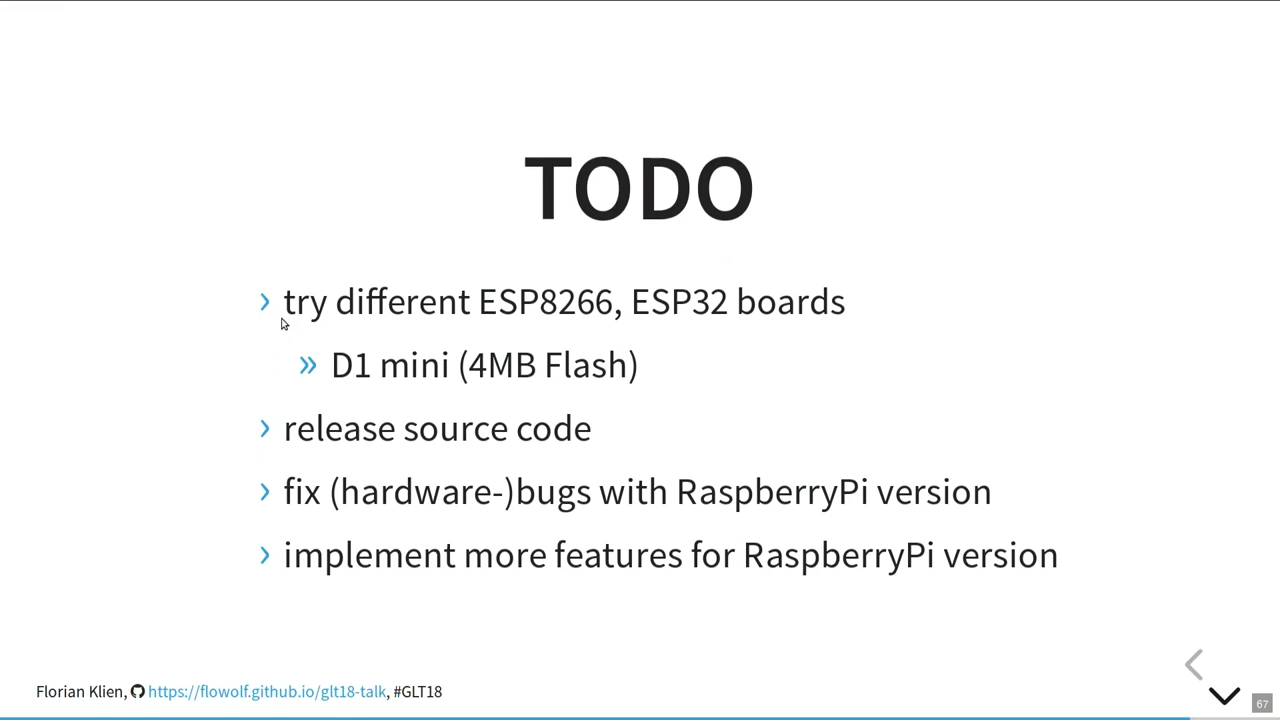 TODO
› try different ESP8266, ESP32 boards
» D1 mini (4MB Flash)
› release source code
› fix (hardware-)bugs with RaspberryPi version
› implement more features for RaspberryPi version
Florian Klien, https://flowolf.github.io/glt18-talk, #GLT18
67